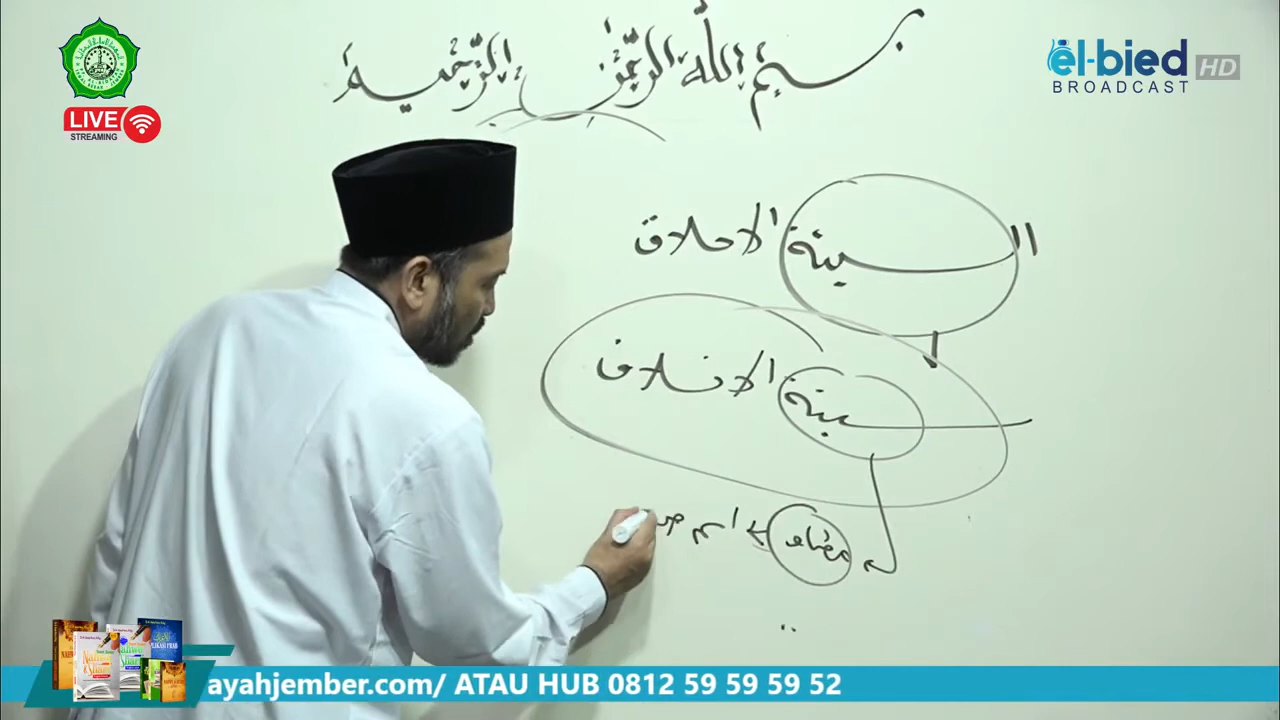 بسم الله الرحمن الرحيم
el-bied HD
BROADCAST
LIVE
STREAMING
السيئة الاخلاق
سيئة الاخلاق
مضاف اسم
ayahjember.com/ ATAU HUB 0812 59 59 59 52